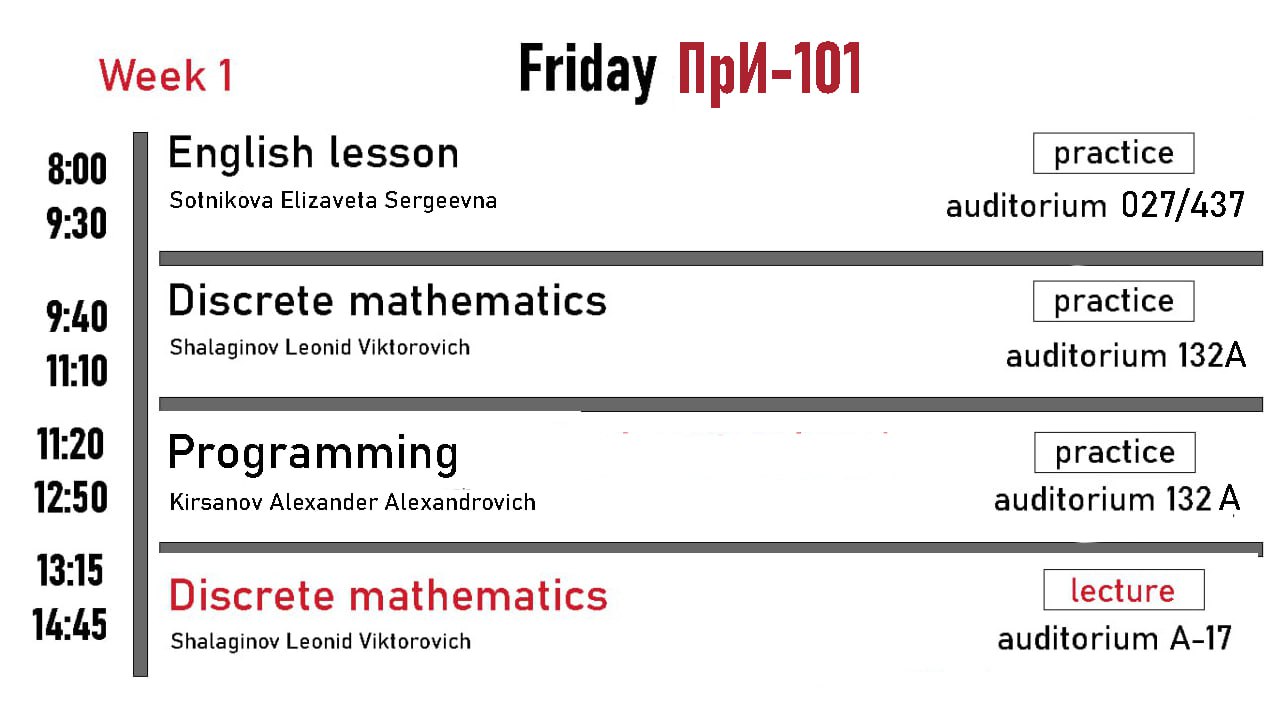 Week 1
Friday ПрИ-101
8:00
9:30
English lesson
Sotnikova Elizaveta Sergeevna
practice
auditorium 027/437
9:40
11:10
Discrete mathematics
Shalaginov Leonid Viktorovich
practice
auditorium 132A
11:20
12:50
Programming
Kirsanov Alexander Alexandrovich
practice
auditorium 132 A
13:15
14:45
Discrete mathematics
Shalaginov Leonid Viktorovich
lecture
auditorium A-17